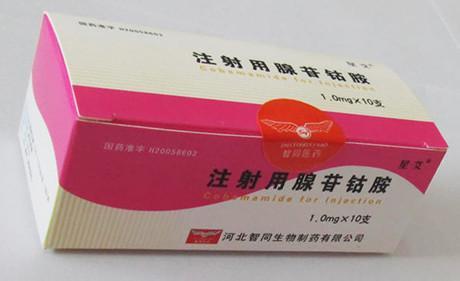 国药准字 H20058602
星艾®
注射用腺苷钴胺
Cobamamide for Injection
1.0mg×10支
智同医药
国药准字 H20058602
星艾®
注射用腺苷钴胺
Cobamamide for Injection
1.0mg×10支
河北智同生物制药有限公司